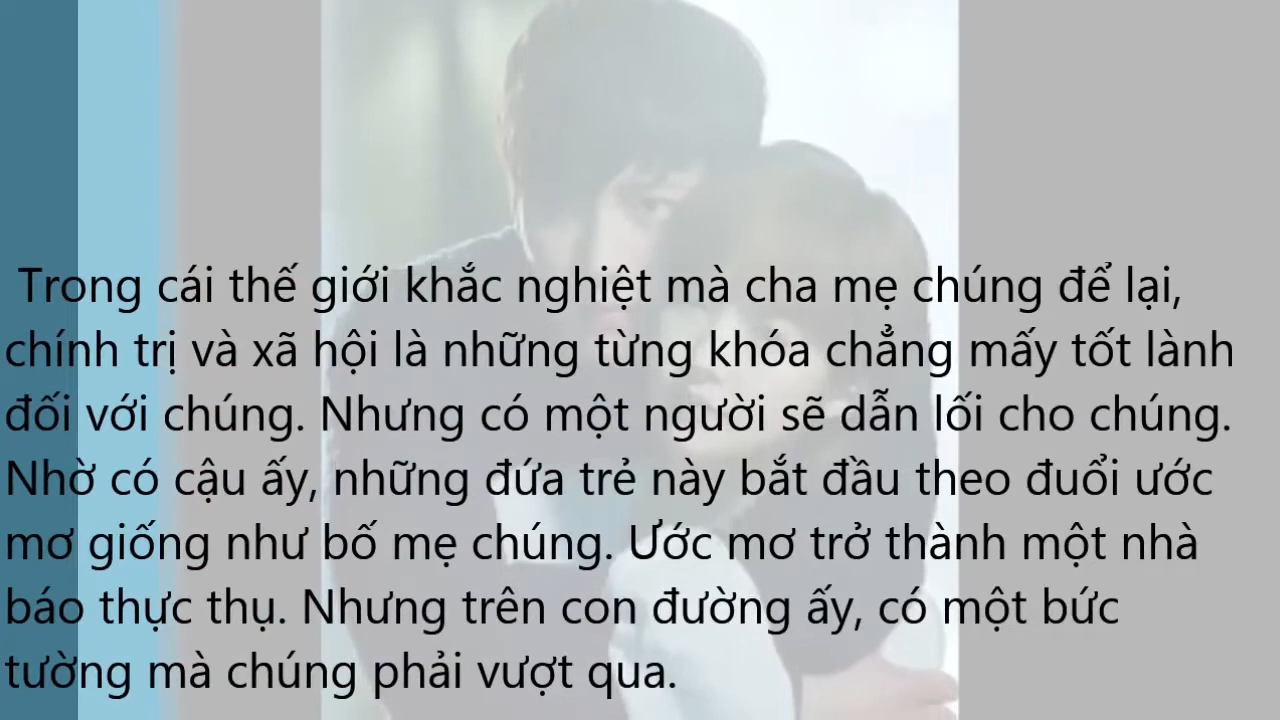 Trong cái thế giới khắc nghiệt mà cha mẹ chúng để lại,
chính trị và xã hội là những từng khóa chẳng mấy tốt lành
đối với chúng. Nhưng có một người sẽ dẫn lối cho chúng.
Nhờ có cậu ấy, những đứa trẻ này bắt đầu theo đuổi ước
mơ giống như bố mẹ chúng. Ước mơ trở thành một nhà
báo thực thụ. Nhưng trên con đường ấy, có một bức
tường mà chúng phải vượt qua.